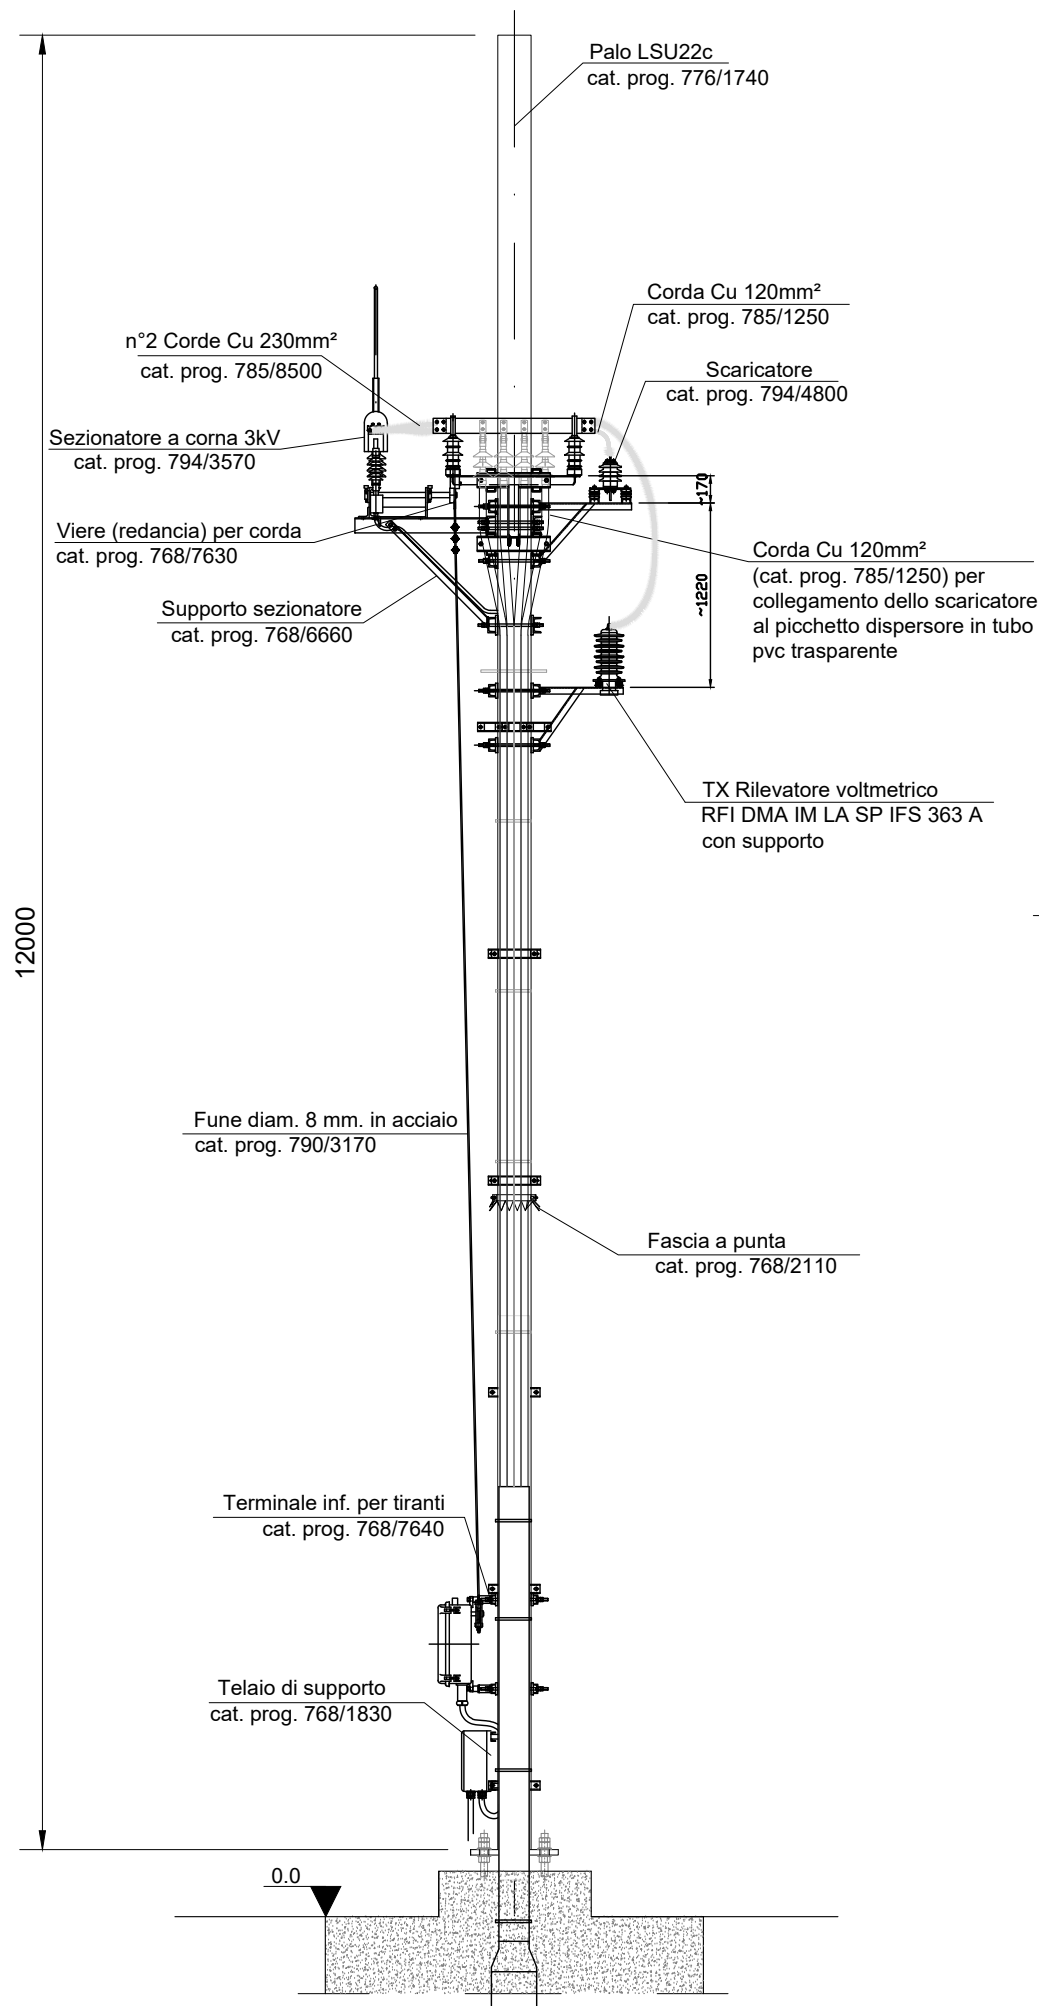 Palo LSU22c
cat. prog. 776/1740
Corda Cu 120mm²
cat. prog. 785/1250
n°2 Corde Cu 230mm²
cat. prog. 785/8500
Scaricatore
cat. prog. 794/4800
Sezionatore a corna 3kV
cat. prog. 794/3570
~170
Viere (redancia) per corda
cat. prog. 768/7630
Corda Cu 120mm²
(cat. prog. 785/1250) per
collegamento dello scaricatore
al picchetto dispersore in tubo
pvc trasparente
~1220
Supporto sezionatore
cat. prog. 768/6660
TX Rilevatore voltmetrico
RFI DMA IM LA SP IFS 363 A
con supporto
12000
Fune diam. 8 mm. in acciaio
cat. prog. 790/3170
Fascia a punta
cat. prog. 768/2110
Terminale inf. per tiranti
cat. prog. 768/7640
Telaio di supporto
cat. prog. 768/1830
0.0